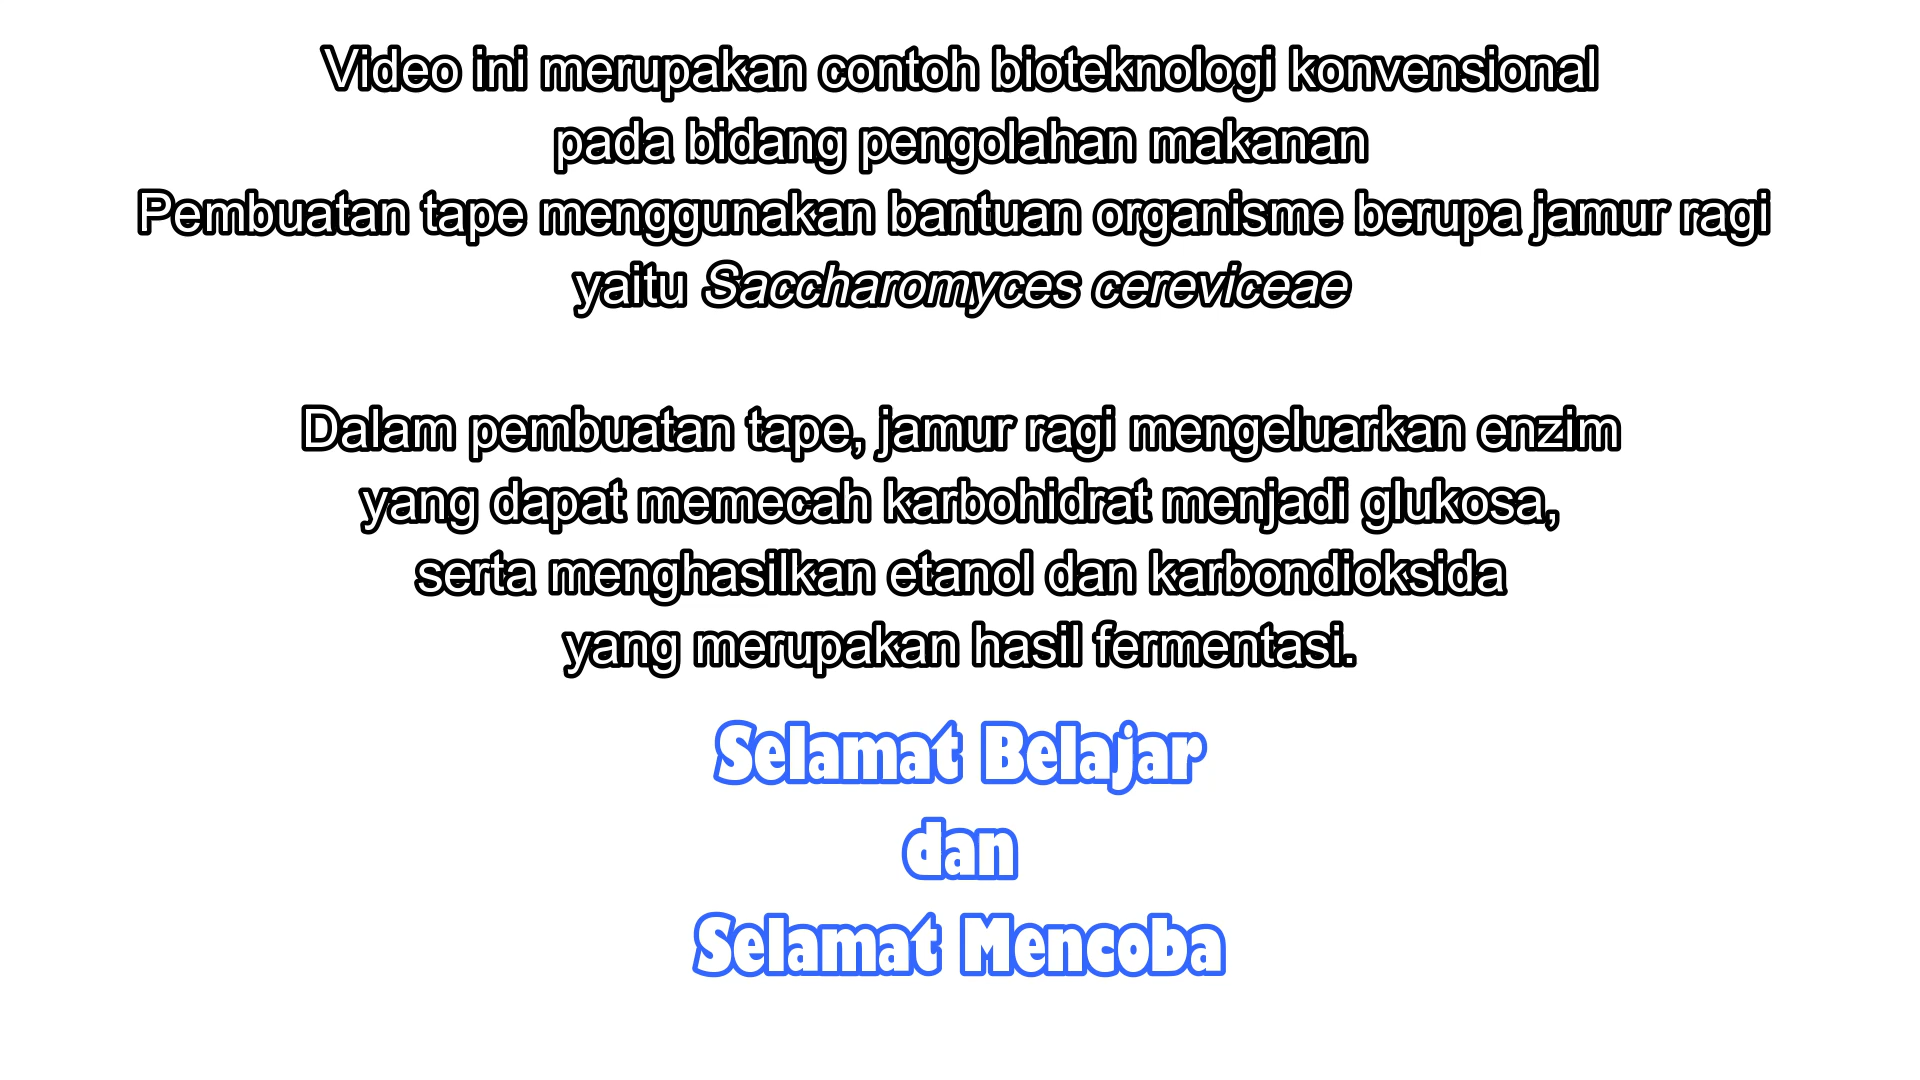 Video ini merupakan contoh bioteknologi konvensional
pada bidang pengolahan makanan
Pembuatan tape menggunakan bantuan organisme berupa jamur ragi
yaitu Saccharomyces cereviceae
Dalam pembuatan tape, jamur ragi mengeluarkan enzim
yang dapat memecah karbohidrat menjadi glukosa,
serta menghasilkan etanol dan karbondioksida
yang merupakan hasil fermentasi.
Selamat Belajar
dan
Selamat Mencoba